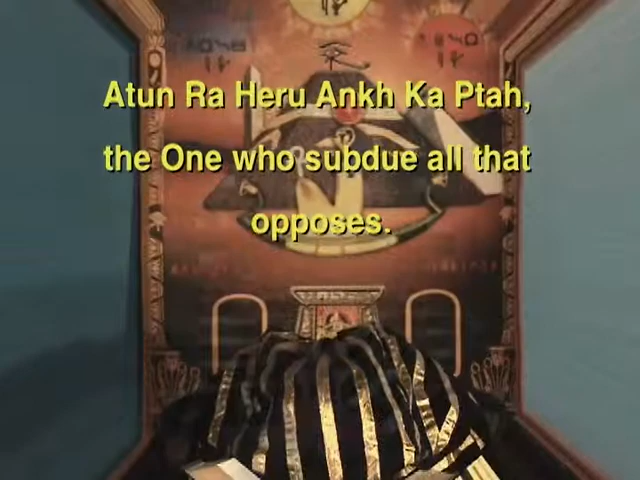 Atun Ra Heru Ankh Ka Ptah,
the One who subdue all that
opposes.